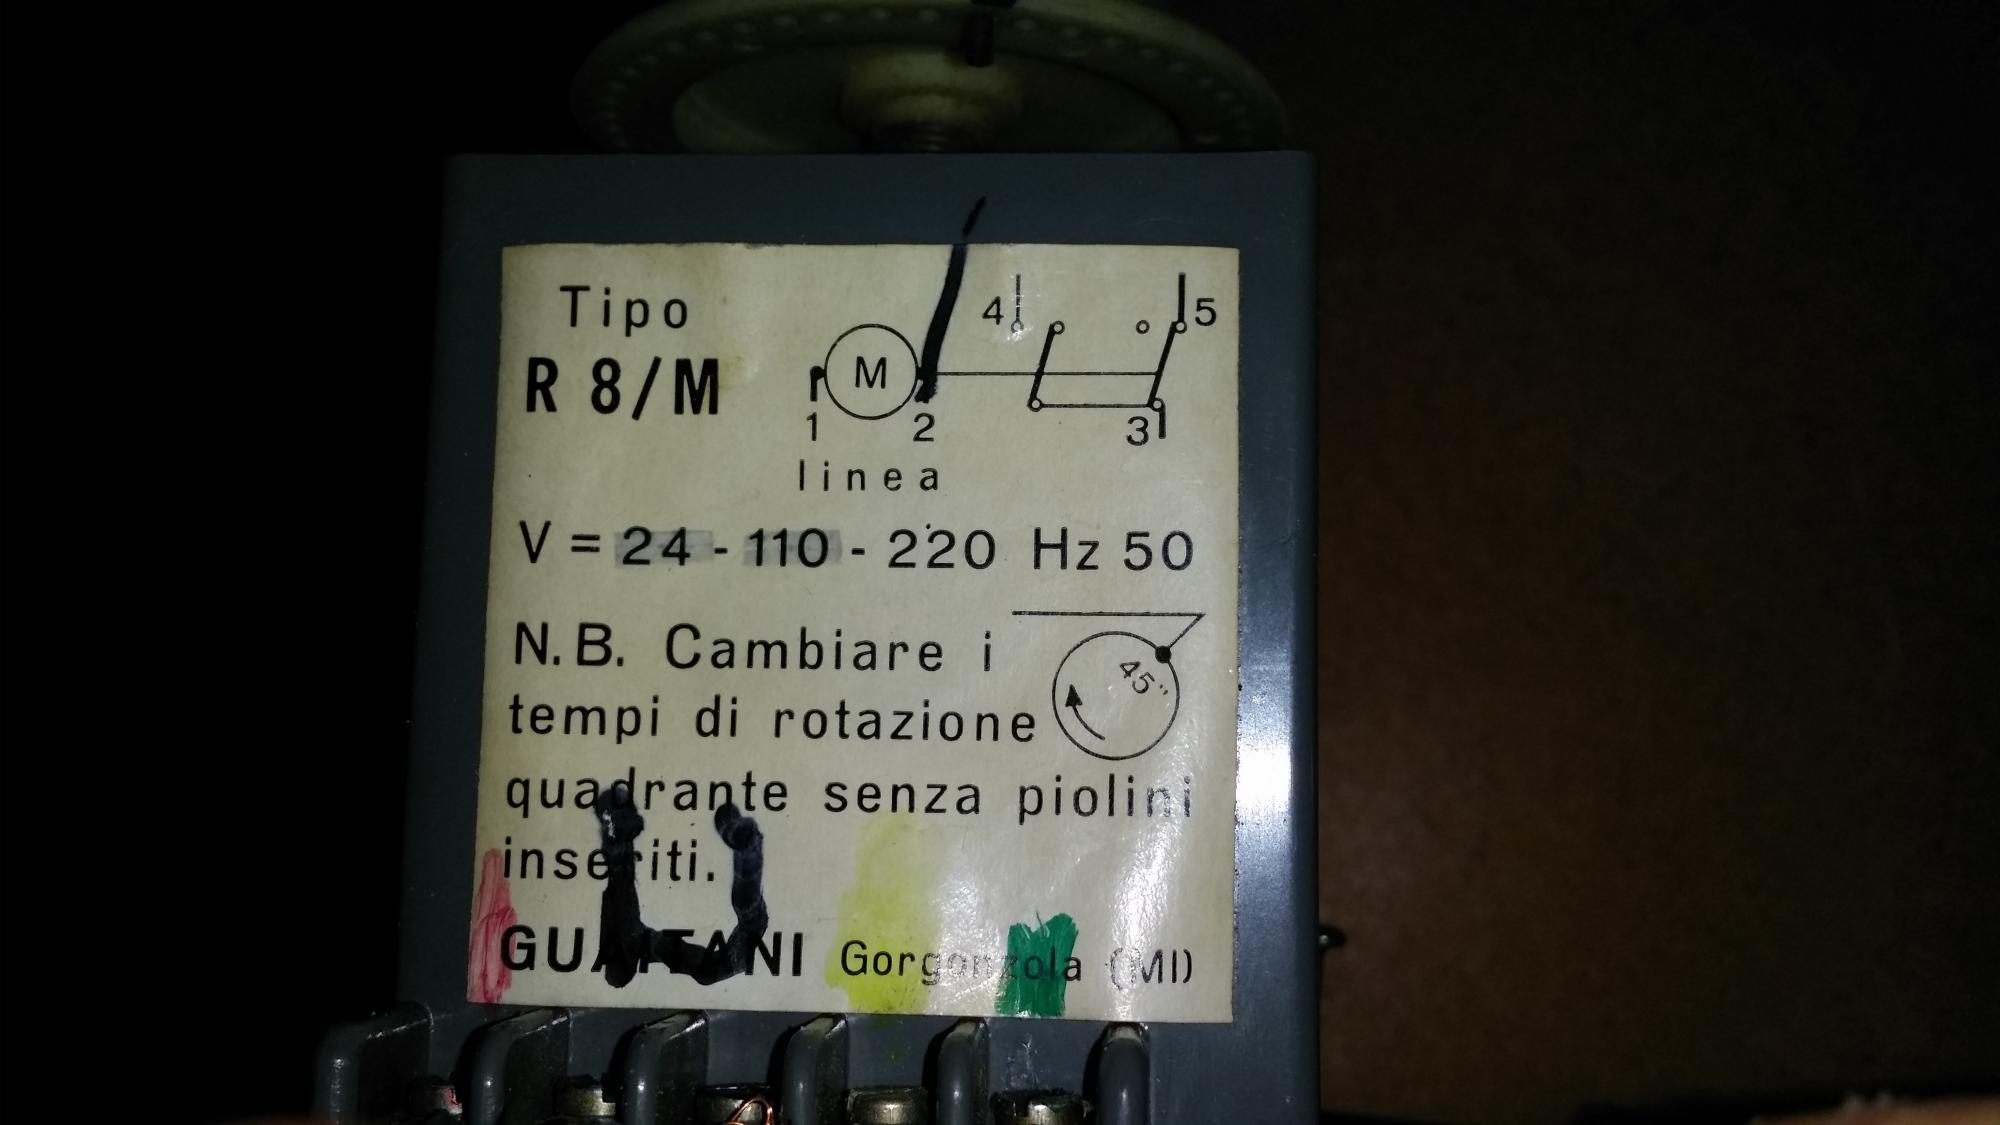 Tipo
R 8/M
4 5
M
1 2 3
linea
V = 24 - 110 - 220 Hz 50
N.B. Cambiare i
45"
tempi di rotazione
quadrante senza piolini
inseriti.
GUAITANI Gorgonzola (MI)